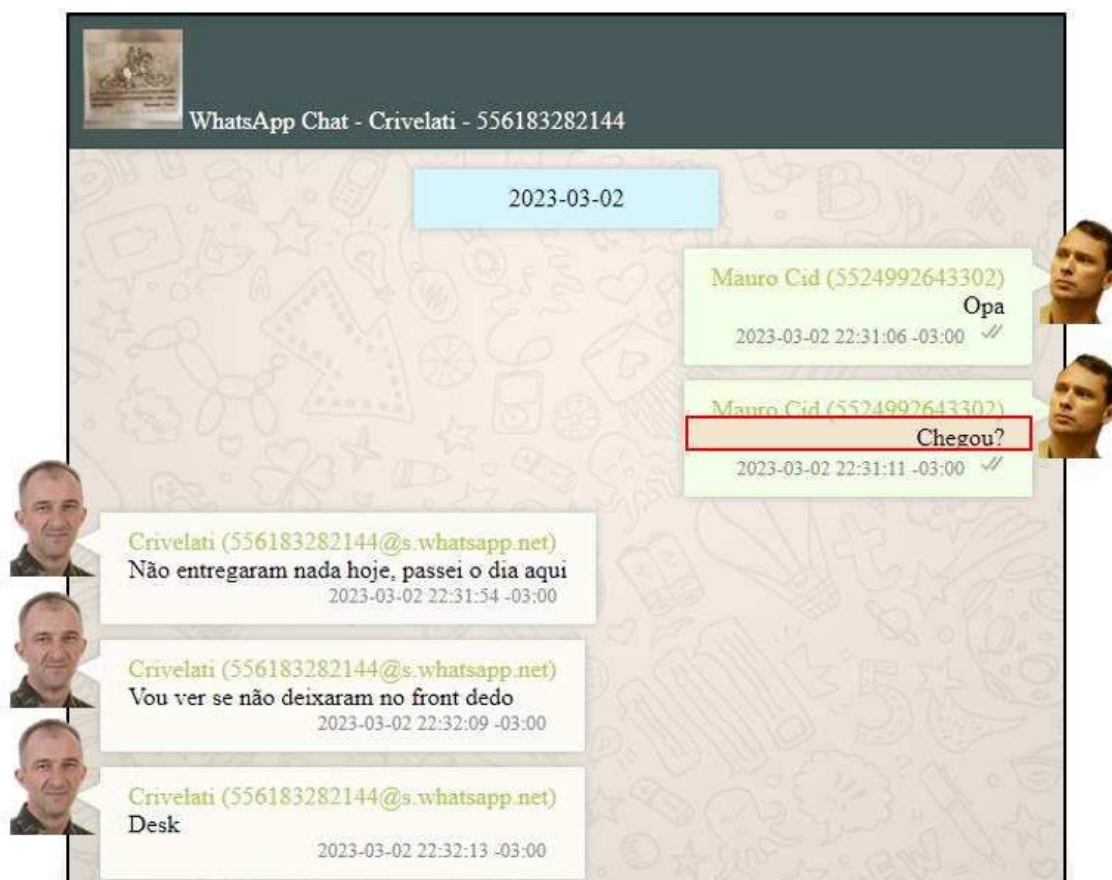 WhatsApp Chat - Crivelati - 556183282144
2023-03-02
Mauro Cid (5524992643302)
Opa
2023-03-02 22:31:06 -03:00
Mauro Cid (5524992643302)
Chegou?
2023-03-02 22:31:11 -03:00
Crivelati (556183282144@s.whatsapp.net)
Não entregaram nada hoje, passei o dia aqui
2023-03-02 22:31:54 -03:00
Crivelati (556183282144@s.whatsapp.net)
Vou ver se não deixaram no front dedo
2023-03-02 22:32:09 -03:00
Crivelati (556183282144@s.whatsapp.net)
Desk
2023-03-02 22:32:13 -03:00